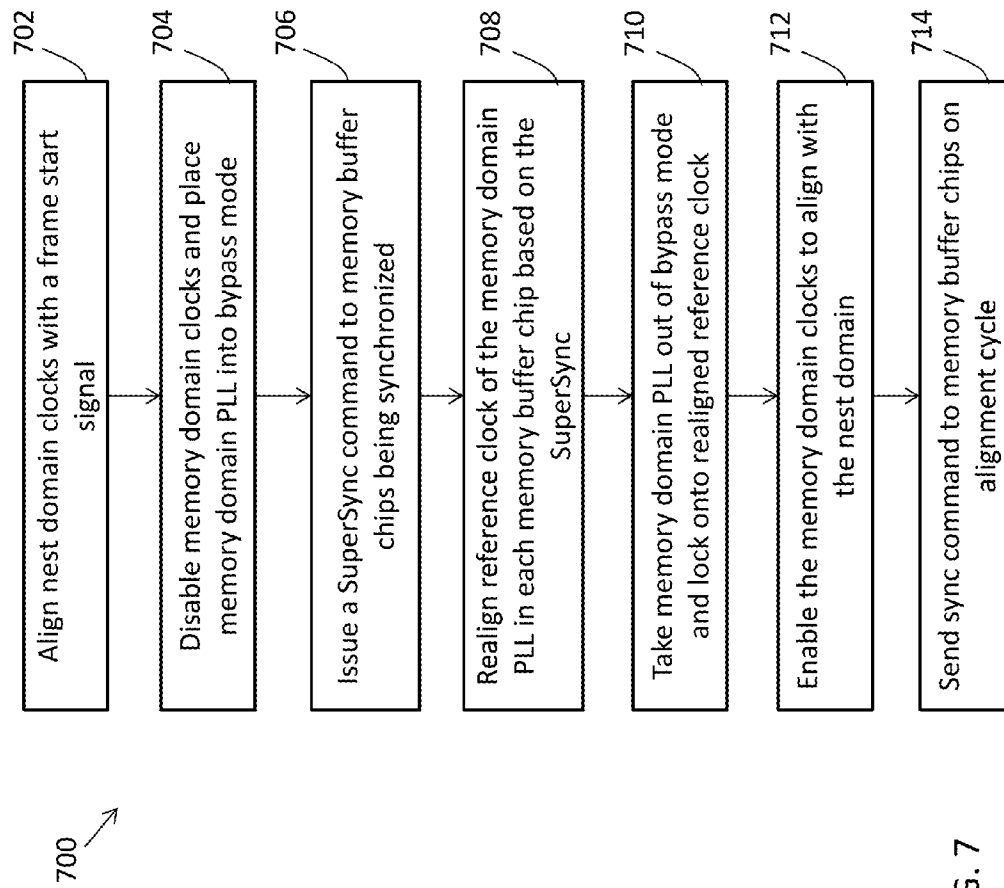 700
702
Align nest domain clocks with a frame start
signal
704
Disable memory domain clocks and place
memory domain PLL into bypass mode
706
Issue a SuperSync command to memory buffer
chips being synchronized
708
Realign reference clock of the memory domain
PLL in each memory buffer chip based on the
SuperSync
710
Take memory domain PLL out of bypass mode
and lock onto realigned reference clock
712
Enable the memory domain clocks to align with
the nest domain
714
Send sync command to memory buffer chips on
alignment cycle
G. 7